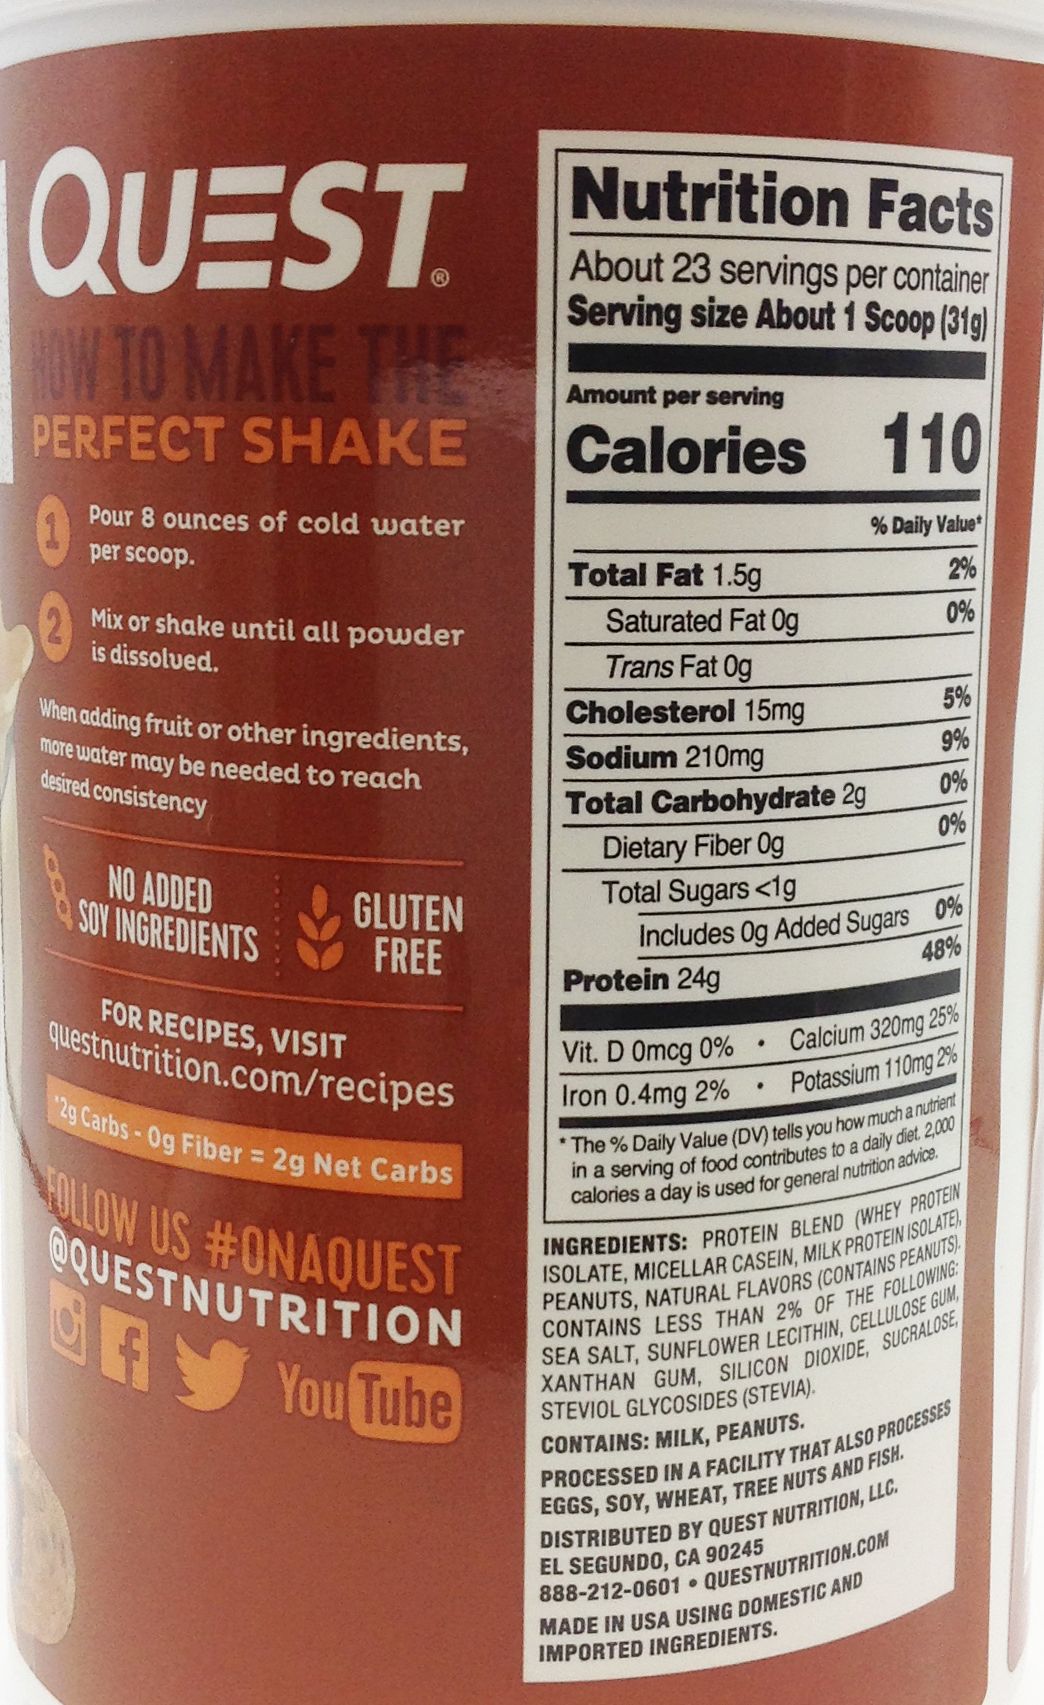 QUEST®
HOW TO MAKE THE
PERFECT SHAKE
1 Pour 8 ounces of cold water
per scoop.
2 Mix or shake until all powder
is dissolved.
When adding fruit or other ingredients,
more water may be needed to reach
desired consistency
NO ADDED
SOY INGREDIENTS
GLUTEN
FREE
FOR RECIPES, VISIT
questnutrition.com/recipes
*2g Carbs - 0g Fiber = 2g Net Carbs
FOLLOW US #ONAQUEST
@QUESTNUTRITION
f YouTube
Nutrition Facts
About 23 servings per container
Serving size About 1 Scoop (31g)
Amount per serving
Calories 110
% Daily Value*
Total Fat 1.5g 2%
Saturated Fat 0g 0%
Trans Fat 0g
Cholesterol 15mg 5%
Sodium 210mg 9%
Total Carbohydrate 2g 0%
Dietary Fiber 0g 0%
Total Sugars <1g
Includes 0g Added Sugars 0%
Protein 24g 48%
Vit. D 0mcg 0% • Calcium 320mg 25%
Iron 0.4mg 2% • Potassium 110mg 2%
* The % Daily Value (DV) tells you how much a nutrient
in a serving of food contributes to a daily diet. 2,000
calories a day is used for general nutrition advice.
INGREDIENTS: PROTEIN BLEND (WHEY PROTEIN
ISOLATE, MICELLAR CASEIN, MILK PROTEIN ISOLATE),
PEANUTS, NATURAL FLAVORS (CONTAINS PEANUTS).
CONTAINS LESS THAN 2% OF THE FOLLOWING:
SEA SALT, SUNFLOWER LECITHIN, CELLULOSE GUM,
XANTHAN GUM, SILICON DIOXIDE, SUCRALOSE,
STEVIOL GLYCOSIDES (STEVIA).
CONTAINS: MILK, PEANUTS.
PROCESSED IN A FACILITY THAT ALSO PROCESSES
EGGS, SOY, WHEAT, TREE NUTS AND FISH.
DISTRIBUTED BY QUEST NUTRITION, LLC.
EL SEGUNDO, CA 90245
888-212-0601 • QUESTNUTRITION.COM
MADE IN USA USING DOMESTIC AND
IMPORTED INGREDIENTS.